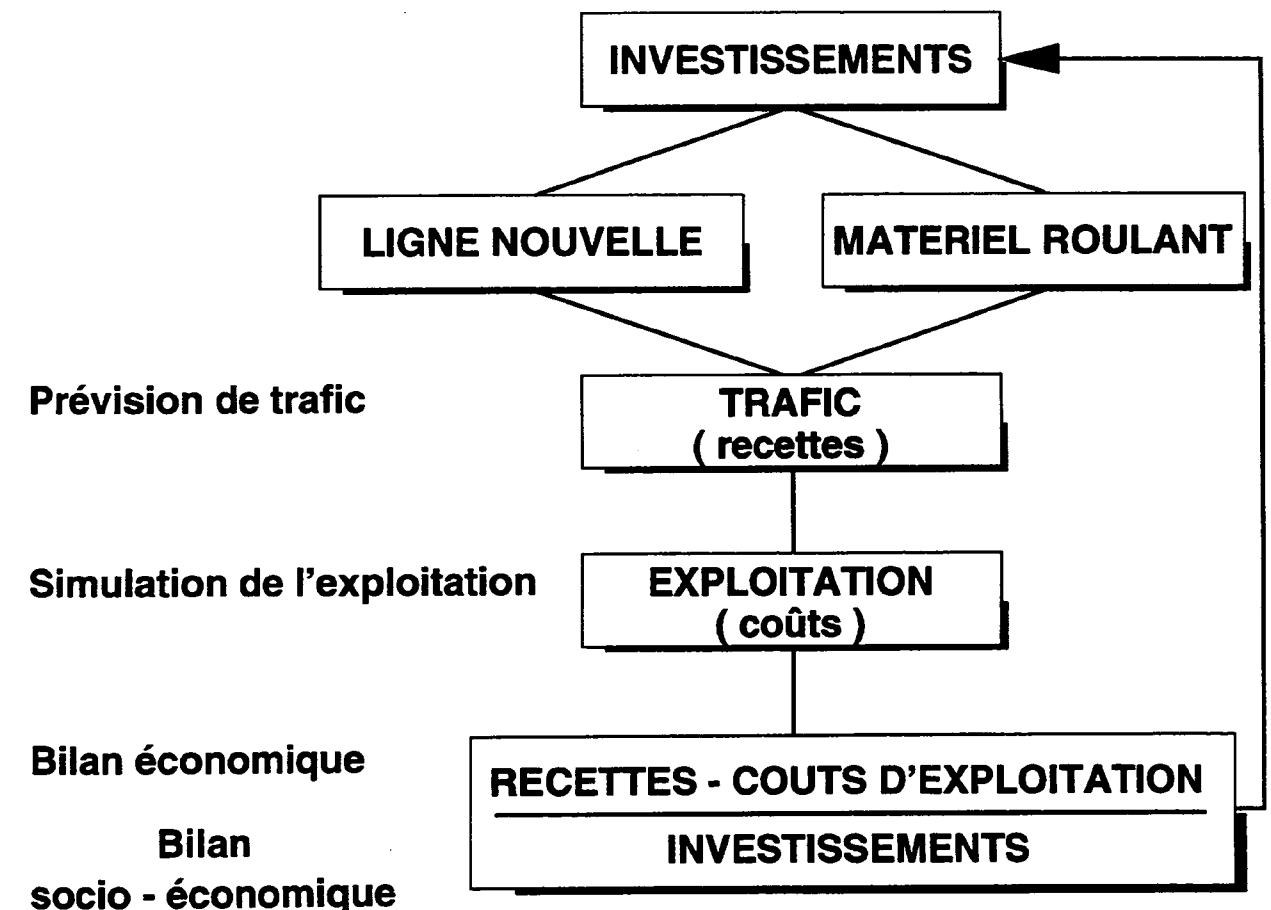 INVESTISSEMENTS
LIGNE NOUVELLE
MATERIEL ROULANT
Prévision de trafic
TRAFIC
( recettes )
Simulation de l'exploitation
EXPLOITATION
( coûts )
Bilan économique
RECETTES - COUTS D'EXPLOITATION
INVESTISSEMENTS
Bilan
socio - économique